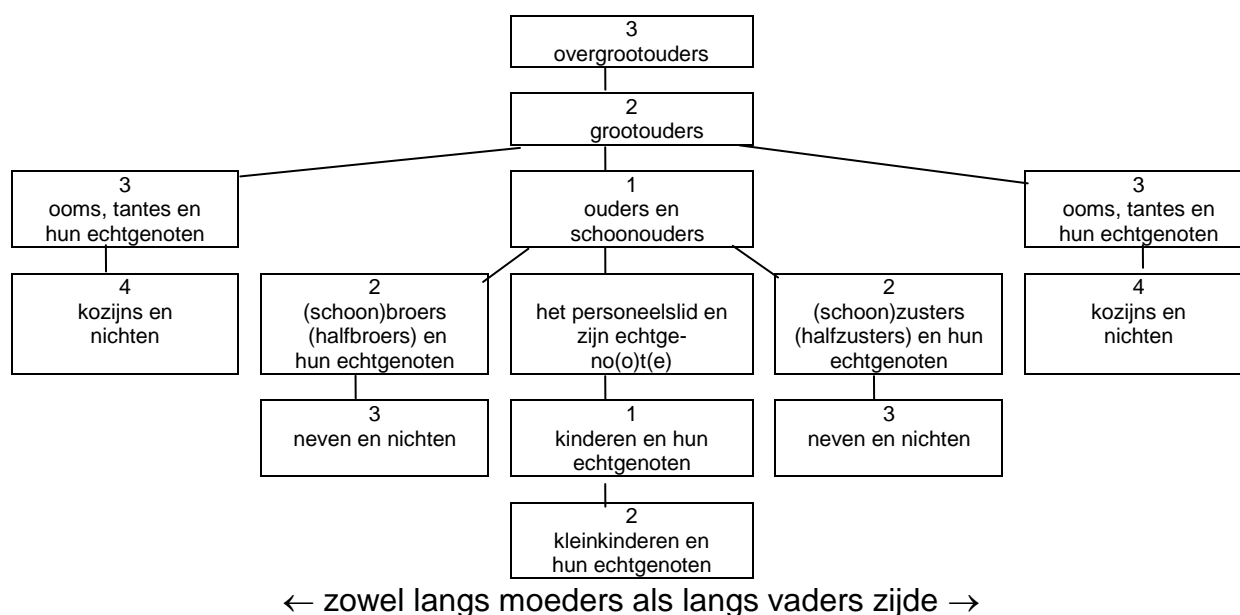 3
overgrootouders
2
grootouders
3
ooms, tantes en
hun echtgenoten
1
ouders en
schoonouders
3
ooms, tantes en
hun echtgenoten
4
kozijns en
nichten
2
(schoon)broers
(halfbroers) en
hun echtgenoten
het personeelslid en
zijn echtge-
no(o)t(e)
2
(schoon)zusters
(halfzusters) en hun
echtgenoten
4
kozijns en
nichten
3
neven en nichten
1
kinderen en hun
echtgenoten
3
neven en nichten
2
kleinkinderen en
hun echtgenoten
← zowel langs moeders als langs vaders zijde →